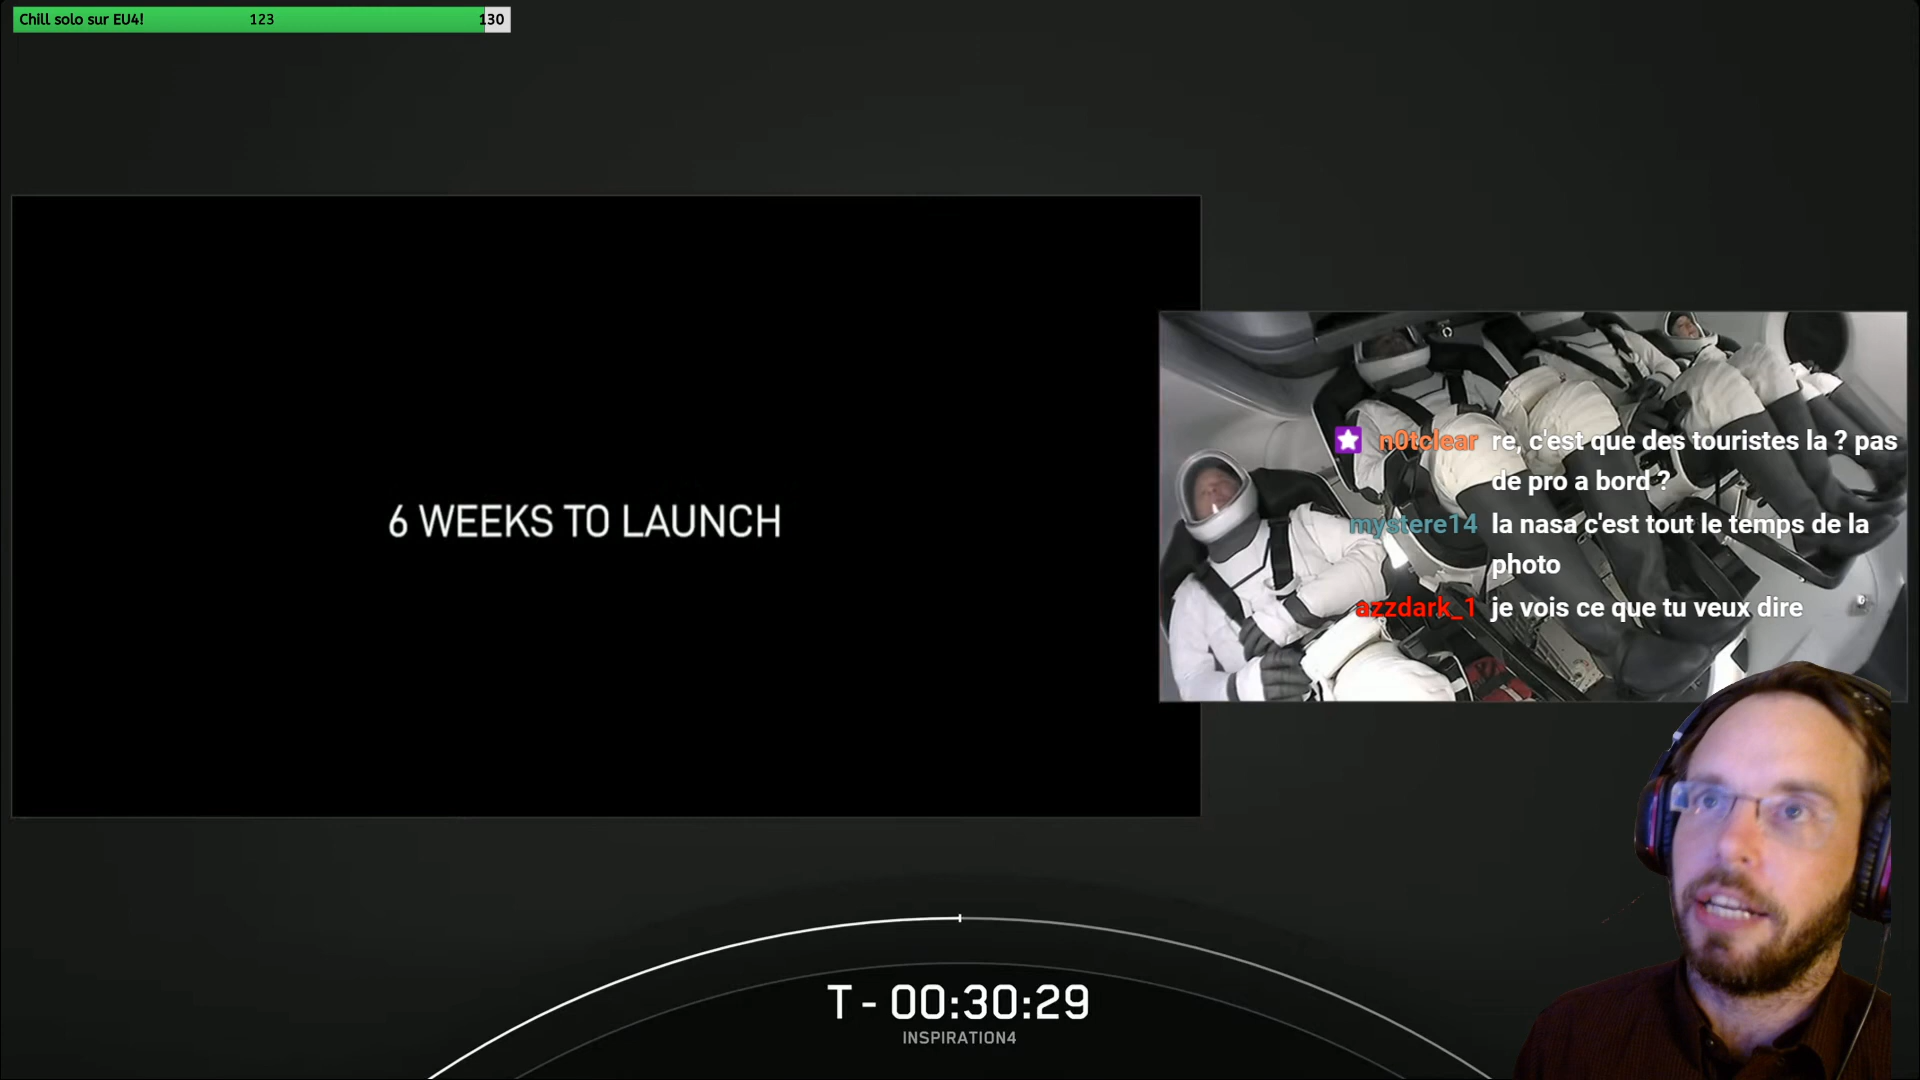 Chill solo sur EU4! 123 130
6 WEEKS TO LAUNCH
n0tclear re, c'est que des touristes la ? pas
de pro a bord ?
mystere14 la nasa c'est tout le temps de la
photo
azzdark_1 je vois ce que tu veux dire
T - 00:30:29
INSPIRATION4